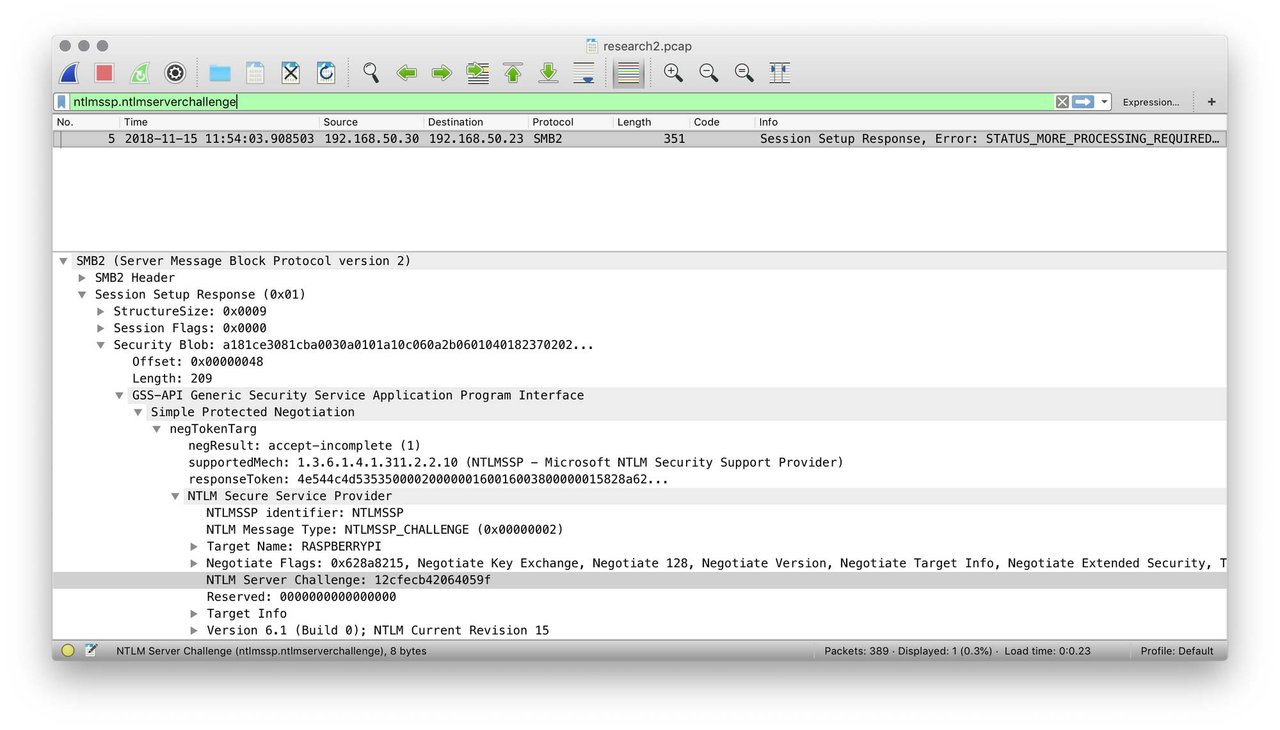 research2.pcap
ntlmssp.ntlmserverchallenge
Expression...
+
No. Time Source Destination Protocol Length Code Info
5 2018-11-15 11:54:03.908503 192.168.50.30 192.168.50.23 SMB2 351 Session Setup Response, Error: STATUS_MORE_PROCESSING_REQUIRED…
SMB2 (Server Message Block Protocol version 2)
SMB2 Header
Session Setup Response (0x01)
StructureSize: 0x0009
Session Flags: 0x0000
Security Blob: a181ce3081cba0030a0101a10c060a2b0601040182370202...
Offset: 0x00000048
Length: 209
GSS-API Generic Security Service Application Program Interface
Simple Protected Negotiation
negTokenTarg
negResult: accept-incomplete (1)
supportedMech: 1.3.6.1.4.1.311.2.2.10 (NTLMSSP - Microsoft NTLM Security Support Provider)
responseToken: 4e544c4d5353500002000000160016003800000015828a62...
NTLM Secure Service Provider
NTLMSSP identifier: NTLMSSP
NTLM Message Type: NTLMSSP_CHALLENGE (0x00000002)
Target Name: RASPBERRYPI
Negotiate Flags: 0x628a8215, Negotiate Key Exchange, Negotiate 128, Negotiate Version, Negotiate Target Info, Negotiate Extended Security, T
NTLM Server Challenge: 12cfecb42064059f
Reserved: 0000000000000000
Target Info
Version 6.1 (Build 0); NTLM Current Revision 15
NTLM Server Challenge (ntlmssp.ntlmserverchallenge), 8 bytes
Packets: 389 · Displayed: 1 (0.3%) · Load time: 0:0.23
Profile: Default